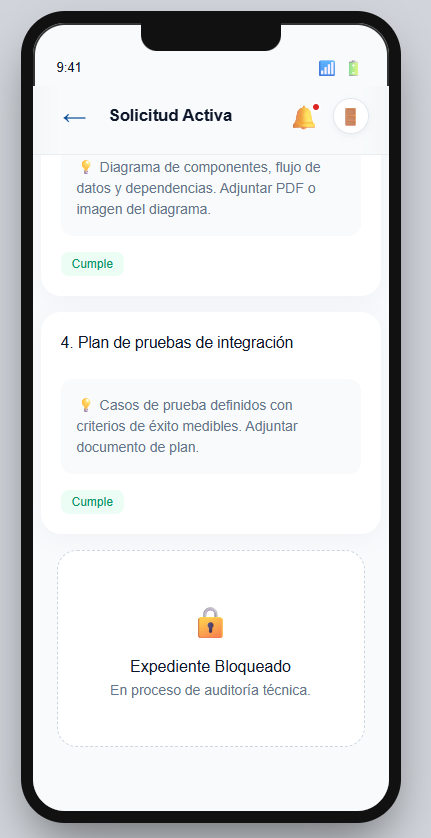 9:41
Solicitud Activa
Diagrama de componentes, flujo de
datos y dependencias. Adjuntar PDF o
imagen del diagrama.
Cumple
4. Plan de pruebas de integración
Casos de prueba definidos con
criterios de éxito medibles. Adjuntar
documento de plan.
Cumple
Expediente Bloqueado
En proceso de auditoría técnica.